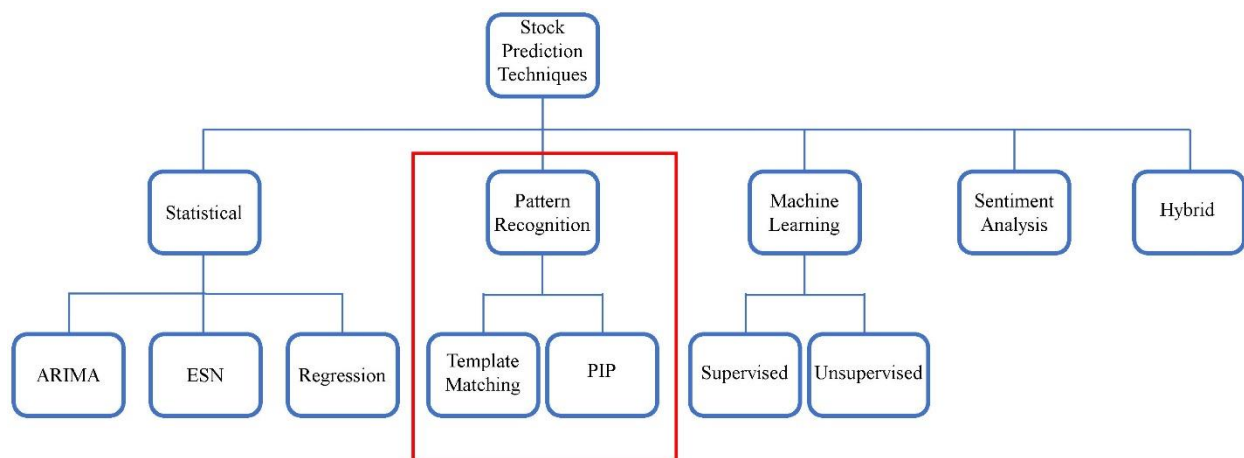 Stock
Prediction
Techniques
Statistical
Pattern
Recognition
Machine
Learning
Sentiment
Analysis
Hybrid
ARIMA
ESN
Regression
Template
Matching
PIP
Supervised
Unsupervised